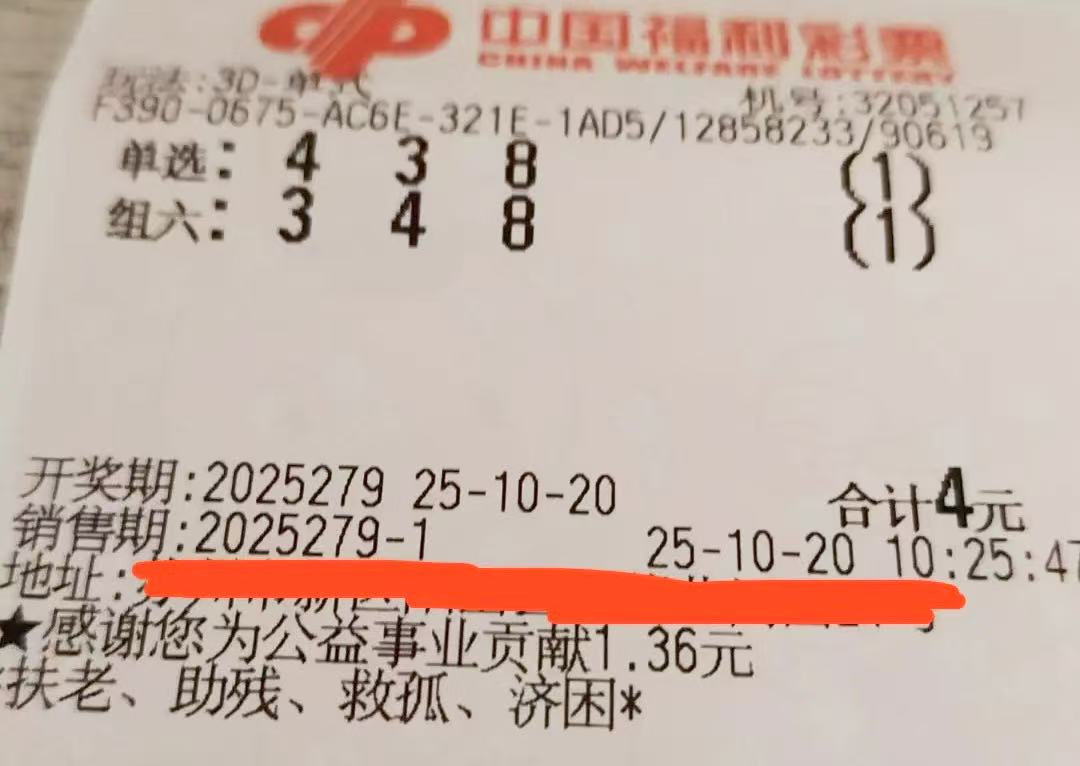 中国福利彩票
CHINA WELFARE LOTTERY
玩法:3D-单式 机号:32051257
F390-0675-AC6E-321E-1AD5/12858233/90619
单选: 4 3 8 (1)
组六: 3 4 8 (1)
开奖期:2025279 25-10-20 合计4元
销售期:2025279-1 25-10-20 10:25:47
地址:
★感谢您为公益事业贡献1.36元
*扶老、助残、救孤、济困*